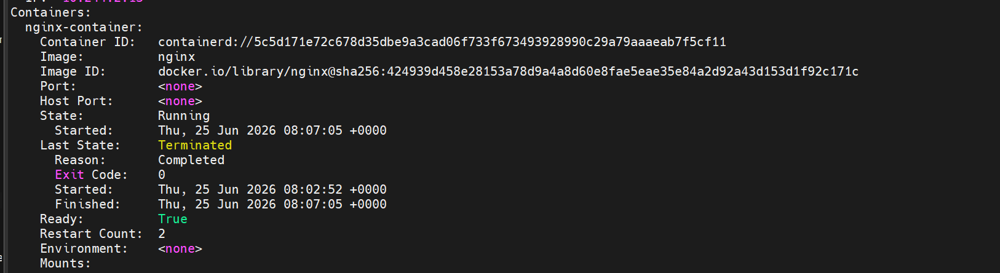 Containers:
nginx-container:
Container ID: containerd://5c5d171e72c678d35dbe9a3cad06f733f673493928990c29a79aaaeab7f5cf11
Image: nginx
Image ID: docker.io/library/nginx@sha256:424939d458e28153a78d9a4a8d60e8fae5eae35e84a2d92a43d153d1f92c171c
Port: <none>
Host Port: <none>
State: Running
Started: Thu, 25 Jun 2026 08:07:05 +0000
Last State: Terminated
Reason: Completed
Exit Code: 0
Started: Thu, 25 Jun 2026 08:02:52 +0000
Finished: Thu, 25 Jun 2026 08:07:05 +0000
Ready: True
Restart Count: 2
Environment: <none>
Mounts: